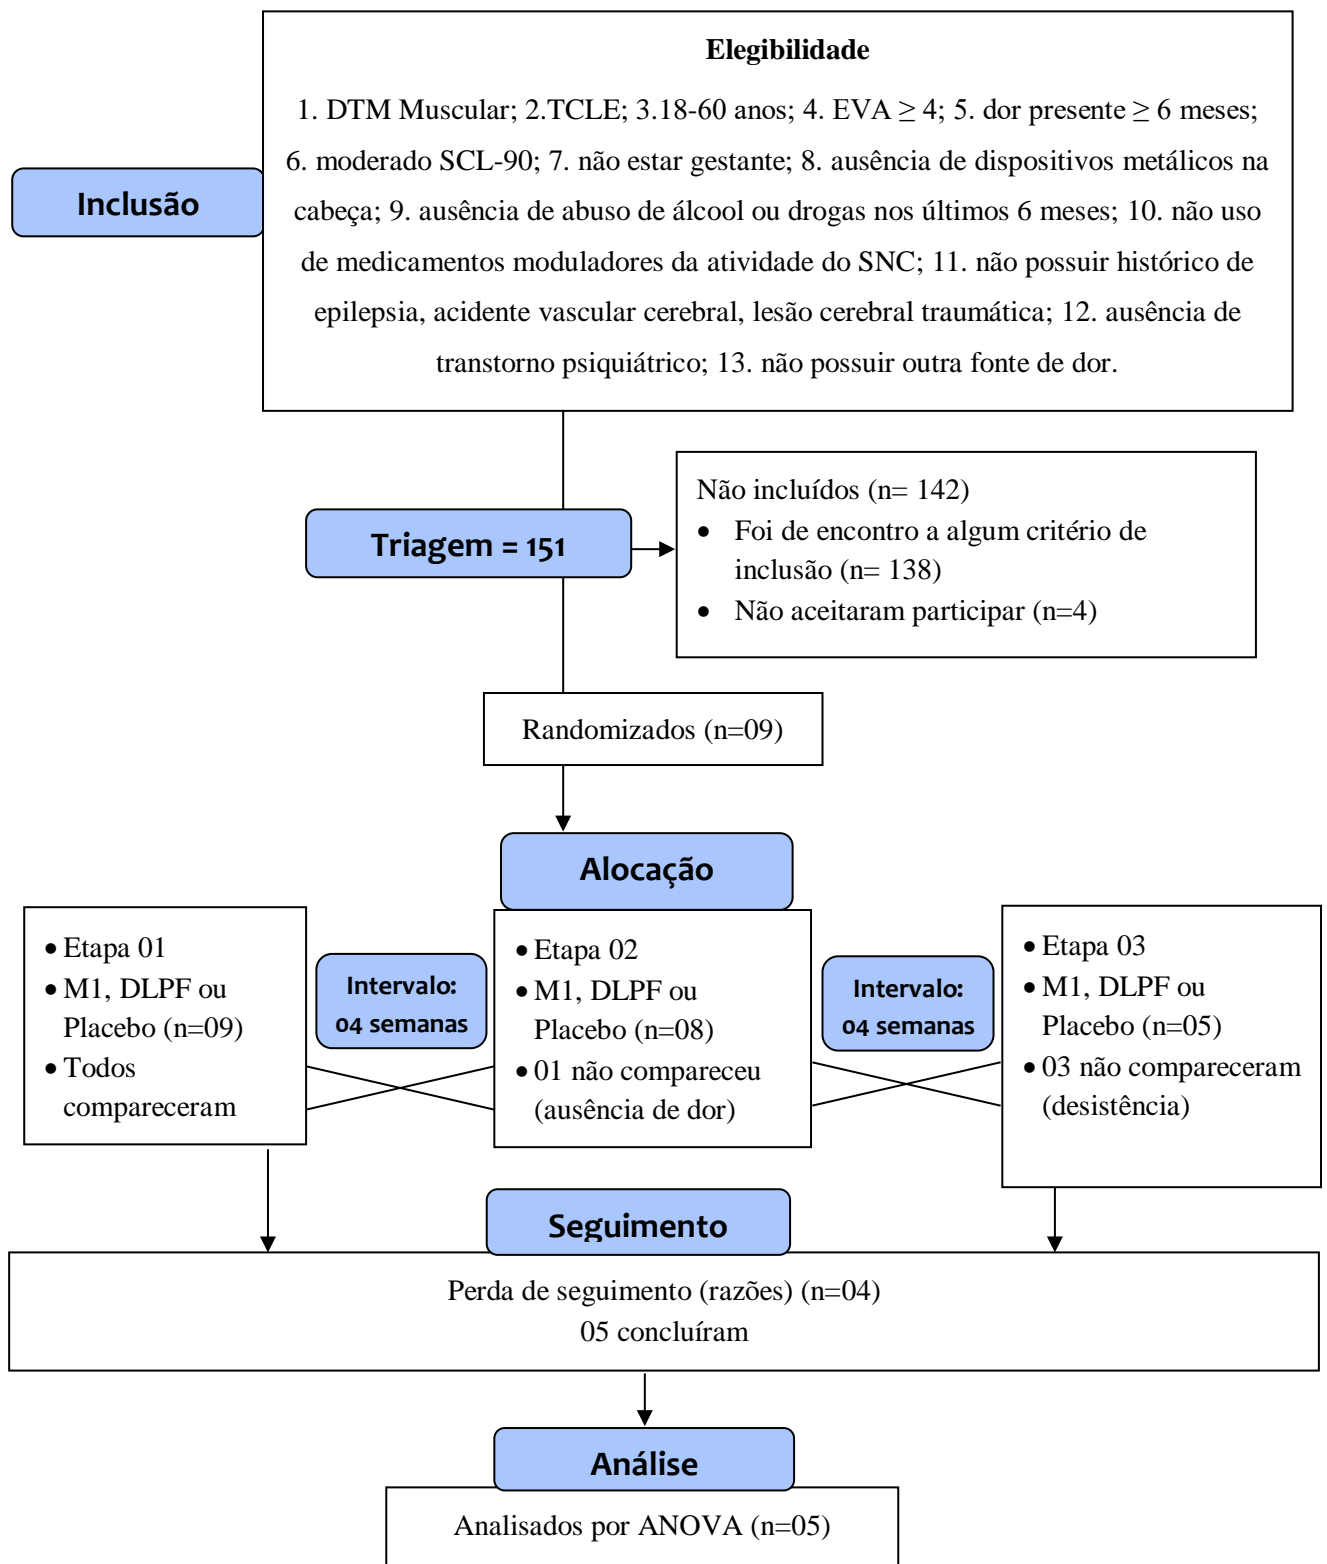 Elegibilidade
1. DTM Muscular; 2.TCLE; 3.18-60 anos; 4. EVA ≥ 4; 5. dor presente ≥ 6 meses;
6. moderado SCL-90; 7. não estar gestante; 8. ausência de dispositivos metálicos na
cabeça; 9. ausência de abuso de álcool ou drogas nos últimos 6 meses; 10. não uso
de medicamentos moduladores da atividade do SNC; 11. não possuir histórico de
epilepsia, acidente vascular cerebral, lesão cerebral traumática; 12. ausência de
transtorno psiquiátrico; 13. não possuir outra fonte de dor.
Inclusão
Triagem = 151
Não incluídos (n= 142)
• Foi de encontro a algum critério de
inclusão (n= 138)
• Não aceitaram participar (n=4)
Randomizados (n=09)
Alocação
• Etapa 01
• M1, DLPF ou
Placebo (n=09)
• Todos
compareceram
Intervalo:
04 semanas
• Etapa 02
• M1, DLPF ou
Placebo (n=08)
• 01 não compareceu
(ausência de dor)
Intervalo:
04 semanas
• Etapa 03
• M1, DLPF ou
Placebo (n=05)
• 03 não compareceram
(desistência)
Seguimento
Perda de seguimento (razões) (n=04)
05 concluíram
Análise
Analisados por ANOVA (n=05)